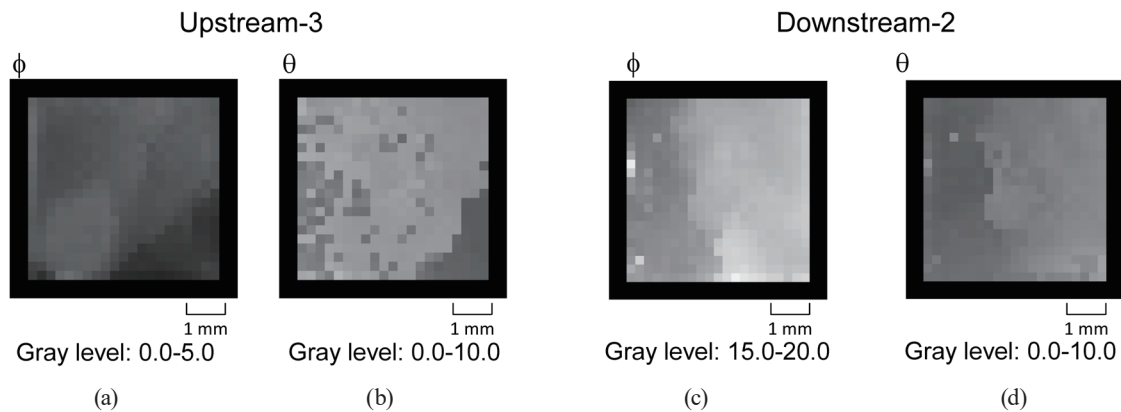 Upstream-3 Downstream-2
ϕ θ ϕ θ
1 mm 1 mm 1 mm 1 mm
Gray level: 0.0-5.0 Gray level: 0.0-10.0 Gray level: 15.0-20.0 Gray level: 0.0-10.0
(a) (b) (c) (d)